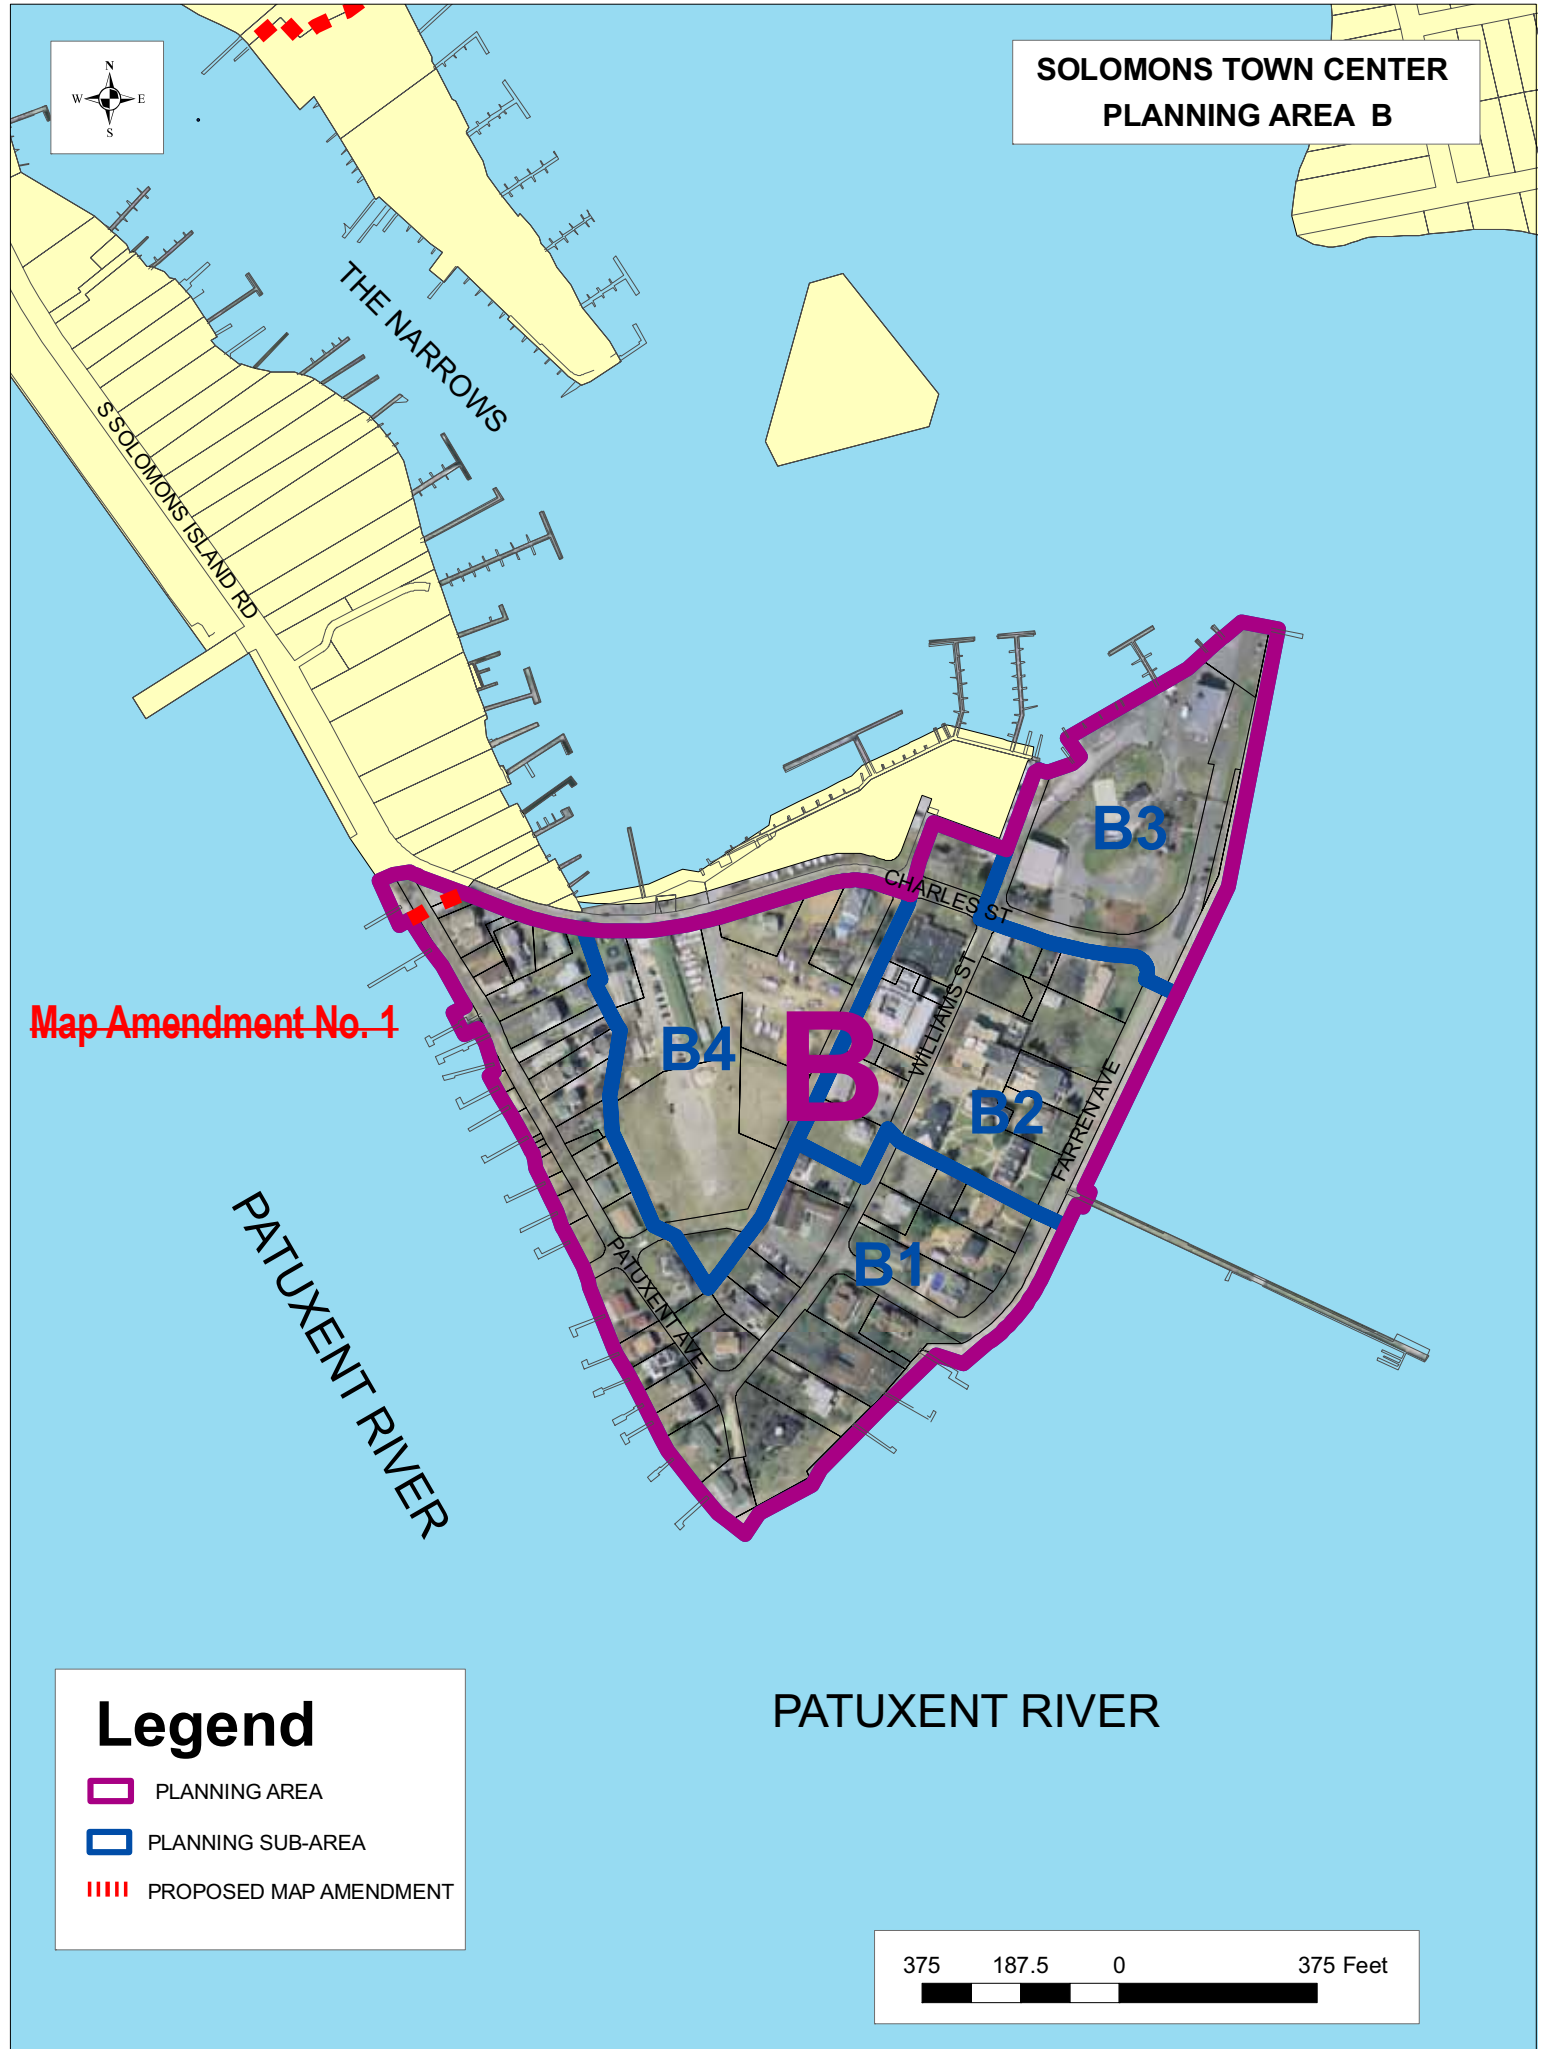 N
W E
S
SOLOMONS TOWN CENTER
PLANNING AREA B
THE NARROWS
S SOLOMONS ISLAND RD
B3
CHARLES ST
Map Amendment No. 1
B4
B
WILLIAMS ST
B2
FARREN AVE
B1
PATUXENT AVE
PATUXENT RIVER
PATUXENT RIVER
Legend
PLANNING AREA
PLANNING SUB-AREA
PROPOSED MAP AMENDMENT
375 187.5 0 375 Feet